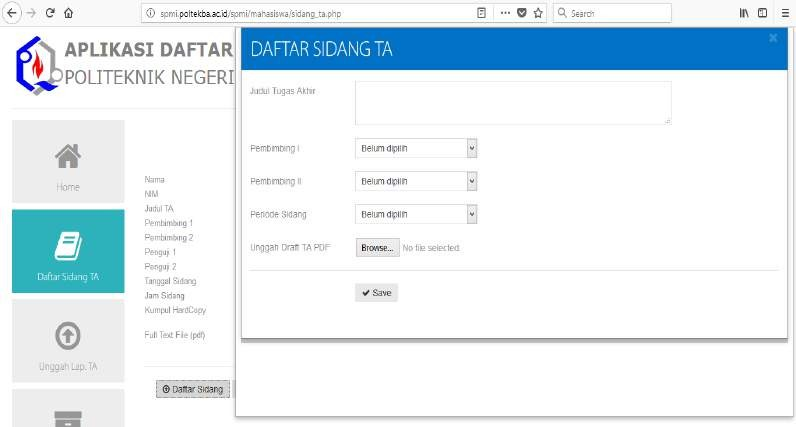 spmi.poltekba.ac.id/spmi/mahasiswa/sidang_ta.php
Search
APLIKASI DAFTAR
POLITEKNIK NEGERI
Home
Daftar Sidang TA
Unggah Lap. TA
Nama
NIM
Judul TA
Pembimbing 1
Pembimbing 2
Penguji 1
Penguji 2
Tanggal Sidang
Jam Sidang
Kumpul HardCopy
Full Text File (pdf)
Daftar Sidang
DAFTAR SIDANG TA
Judul Tugas Akhir
Pembimbing I Belum dipilih
Pembimbing II Belum dipilih
Periode Sidang Belum dipilih
Unggah Draft TA PDF Browse... No file selected.
Save